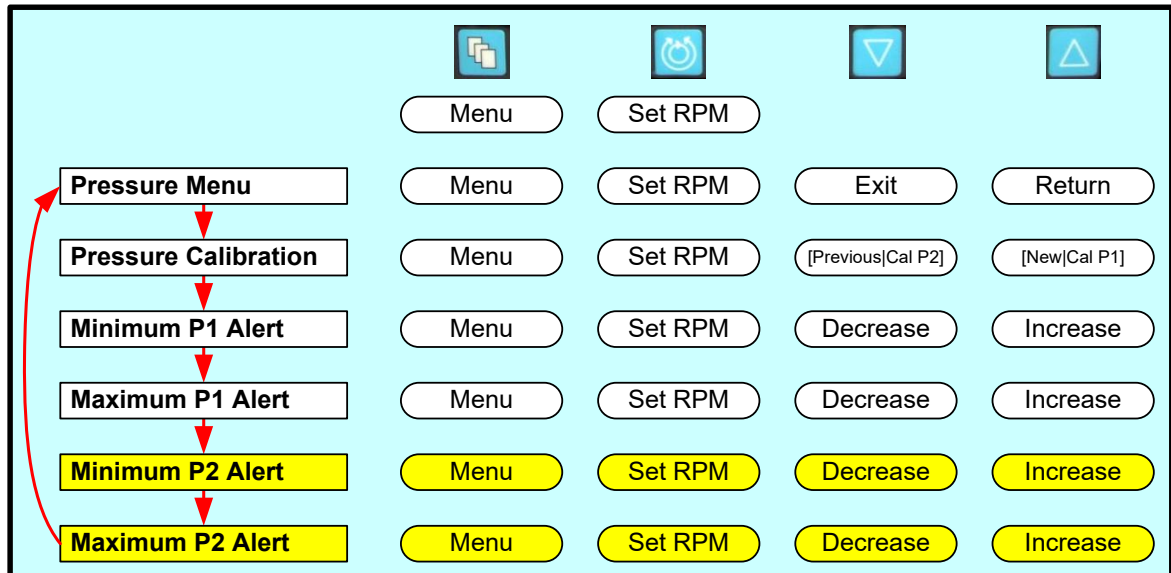 Menu Set RPM
Pressure Menu Menu Set RPM Exit Return
Pressure Calibration Menu Set RPM [Previous|Cal P2] [New|Cal P1]
Minimum P1 Alert Menu Set RPM Decrease Increase
Maximum P1 Alert Menu Set RPM Decrease Increase
Minimum P2 Alert Menu Set RPM Decrease Increase
Maximum P2 Alert Menu Set RPM Decrease Increase